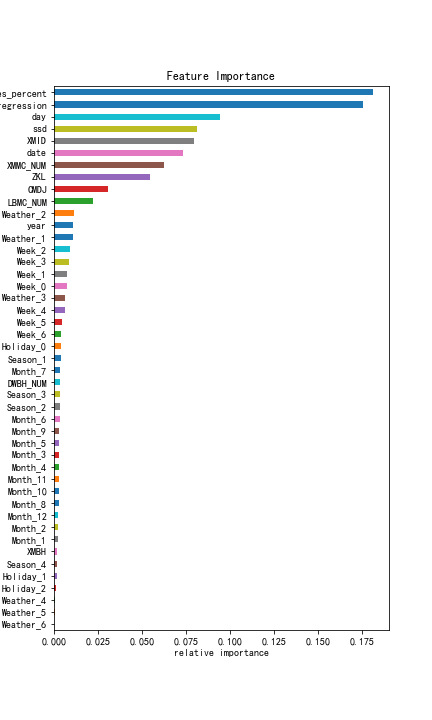 Feature Importance
es_percent
regression
day
ssd
XMID
date
XMMC_NUM
ZKL
CMDJ
LBMC_NUM
Weather_2
year
Weather_1
Week_2
Week_3
Week_1
Week_0
Weather_3
Week_4
Week_5
Week_6
Holiday_0
Season_1
Month_7
DWBH_NUM
Season_3
Season_2
Month_6
Month_9
Month_5
Month_3
Month_4
Month_11
Month_10
Month_8
Month_12
Month_2
Month_1
XMBH
Season_4
Holiday_1
Holiday_2
Weather_4
Weather_5
Weather_6
0.000 0.025 0.050 0.075 0.100 0.125 0.150 0.175
relative importance